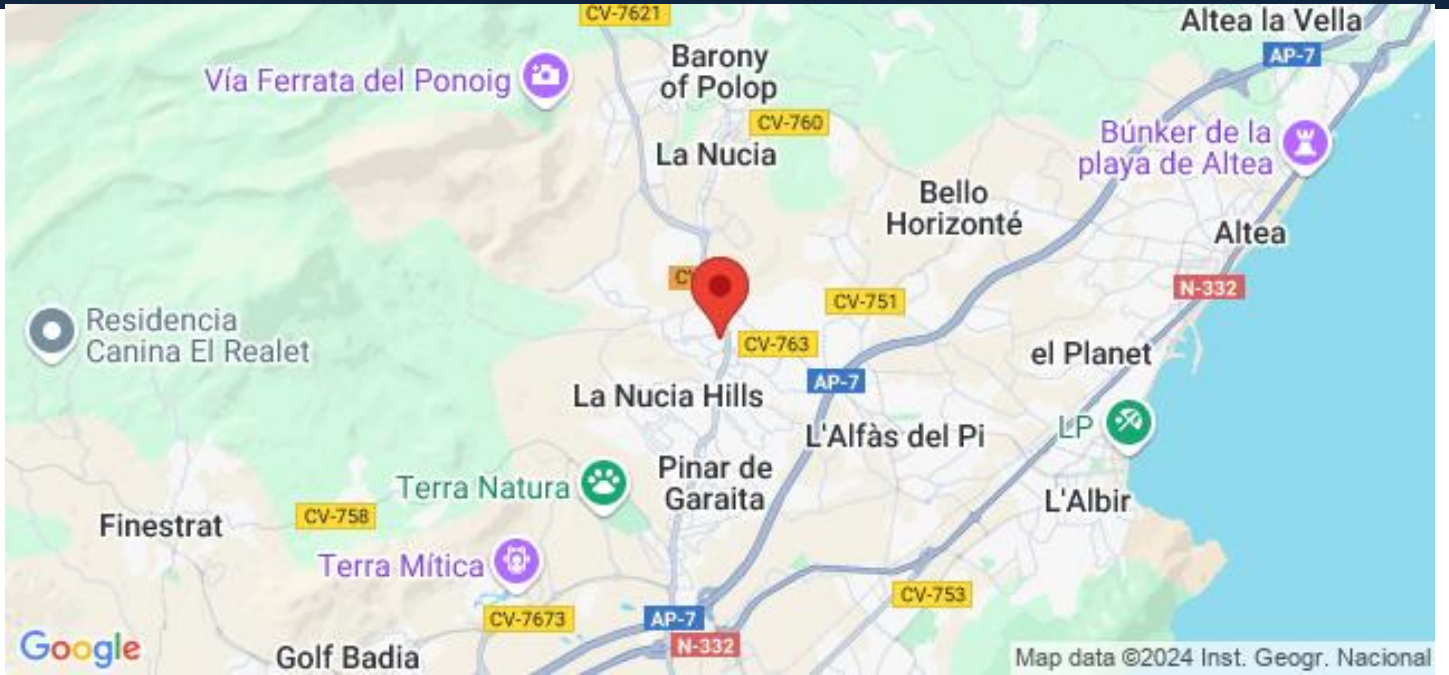 CV-7621
Altea la Vella
AP-7
Barony
of Polop
Vía Ferrata del Ponoig
CV-760
La Nucia
Búnker de la
playa de Altea
Bello
Horizonté
Altea
N-332
CV-751
Residencia
Canina El Realet
CV-763
el Planet
AP-7
La Nucia Hills
LP
L'Alfàs del Pi
Pinar de
Garaita
Terra Natura
L'Albir
CV-758
Finestrat
Terra Mítica
CV-753
CV-7673
AP-7
N-332
Google
Golf Badia
Map data ©2024 Inst. Geogr. Nacional